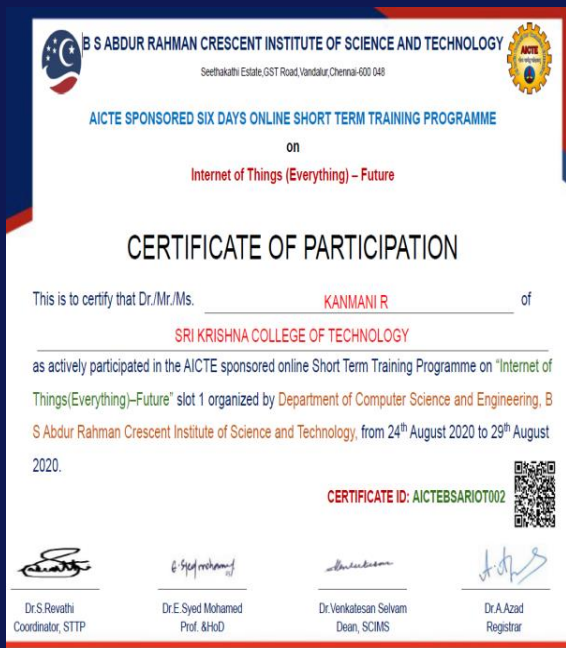 B S ABDUR RAHMAN CRESCENT INSTITUTE OF SCIENCE AND TECHNOLOGY
AICTE
Seethakathi Estate,GST Road,Vandalur,Chennai-600 048
AICTE SPONSORED SIX DAYS ONLINE SHORT TERM TRAINING PROGRAMME
on
Internet of Things (Everything) – Future
CERTIFICATE OF PARTICIPATION
This is to certify that Dr./Mr./Ms. KANMANI R of
SRI KRISHNA COLLEGE OF TECHNOLOGY
as actively participated in the AICTE sponsored online Short Term Training Programme on “Internet of
Things(Everything)–Future” slot 1 organized by Department of Computer Science and Engineering, B
S Abdur Rahman Crescent Institute of Science and Technology, from 24th August 2020 to 29th August
2020.
CERTIFICATE ID: AICTEBSARIOT002
Dr.S.Revathi Dr.E.Syed Mohamed Dr.Venkatesan Selvam Dr.A.Azad
Coordinator, STTP Prof. &HoD Dean, SCIMS Registrar